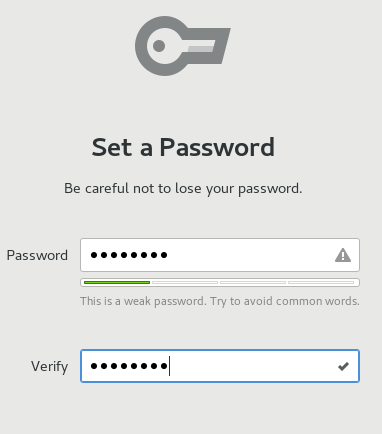 Set a Password
Be careful not to lose your password.
Password ●●●●●●●●
This is a weak password. Try to avoid common words.
Verify ●●●●●●●●